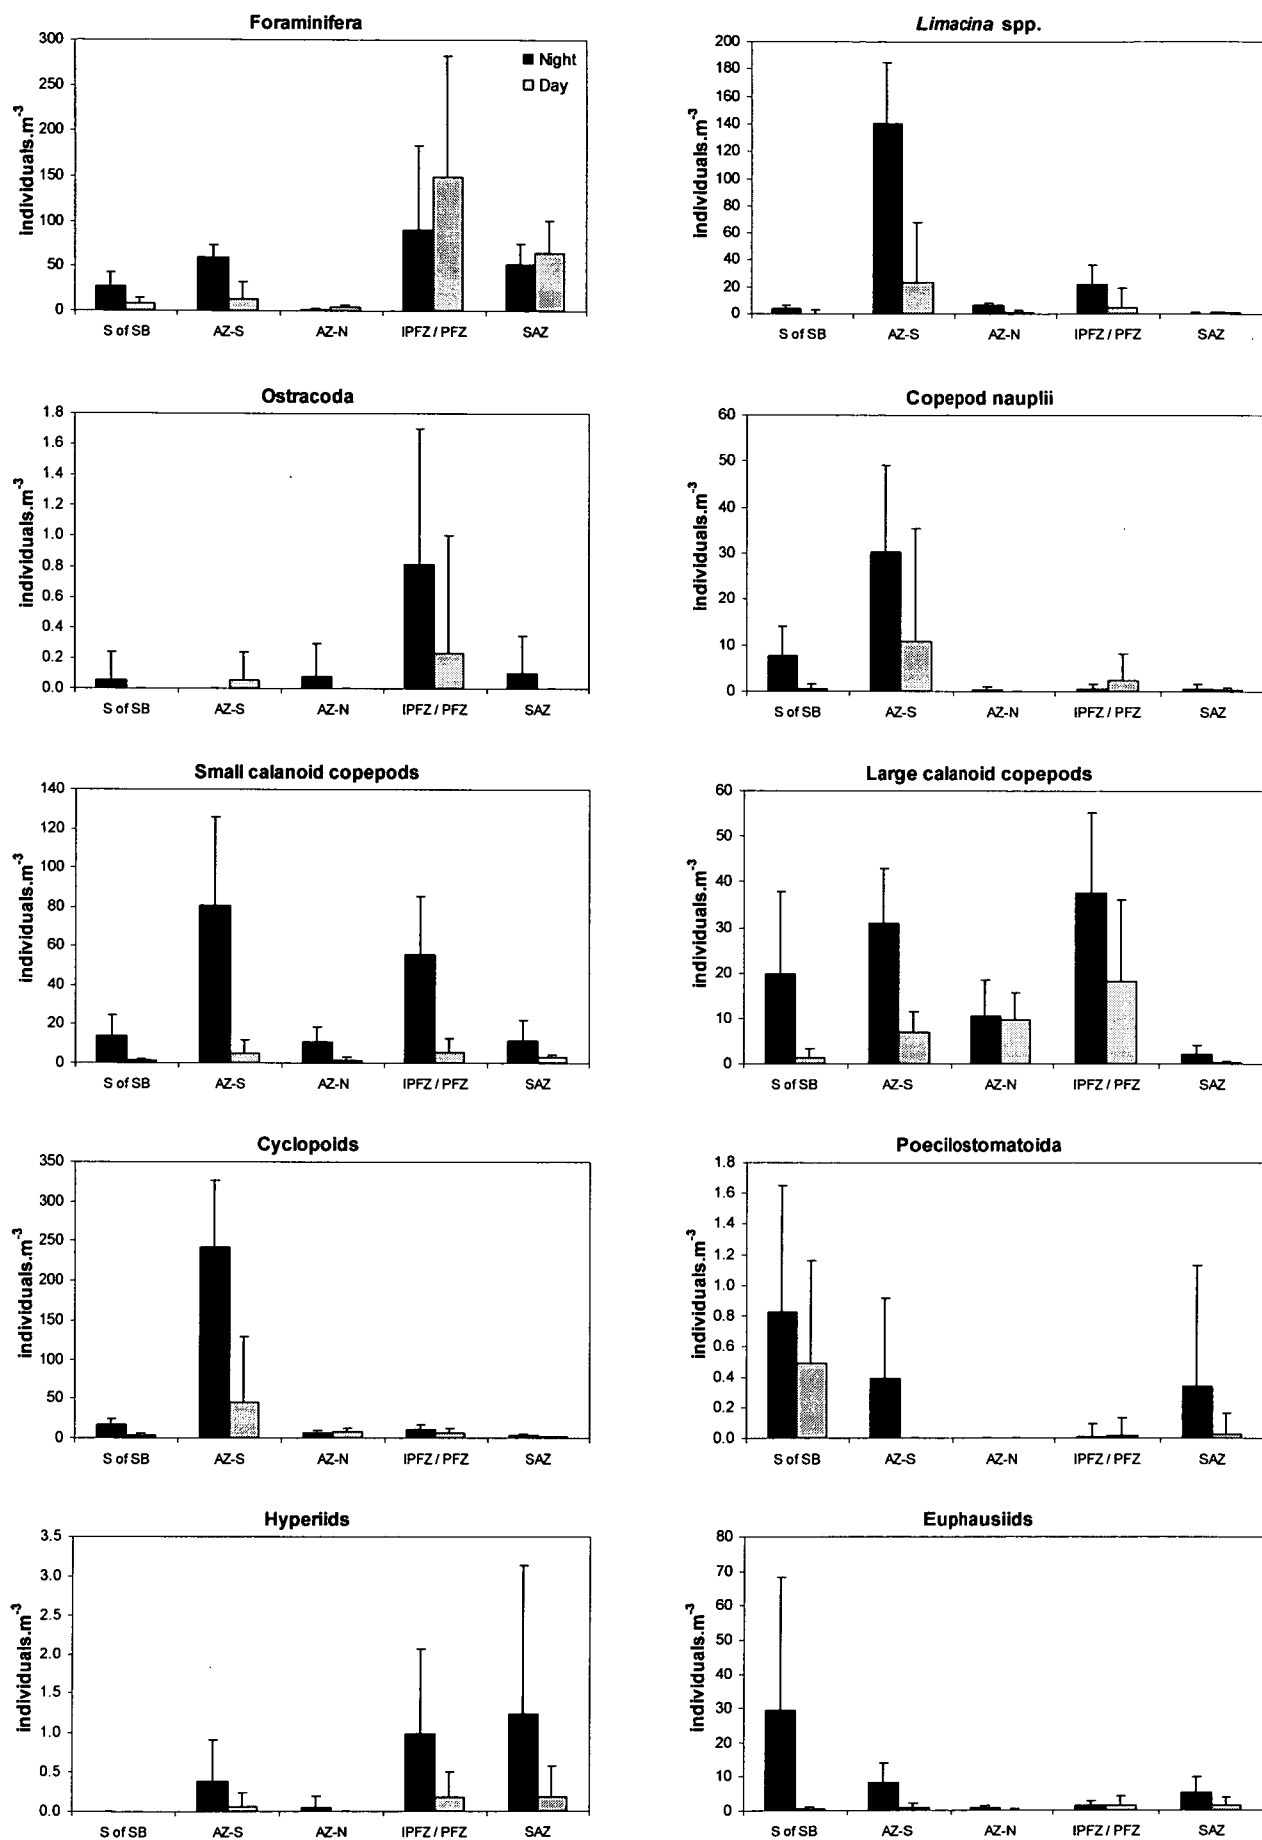 Foraminifera
300
250
200
150
100
50
0
individuals.m-3
Night
Day
S of SB AZ-S AZ-N IPFZ / PFZ SAZ
Limacina spp.
200
180
160
140
120
100
80
60
40
20
0
individuals.m-3
S of SB AZ-S AZ-N IPFZ / PFZ SAZ
Ostracoda
1.8
1.6
1.4
1.2
1.0
0.8
0.6
0.4
0.2
0.0
individuals.m-3
S of SB AZ-S AZ-N IPFZ / PFZ SAZ
Copepod nauplii
60
50
40
30
20
10
0
individuals.m-3
S of SB AZ-S AZ-N IPFZ / PFZ SAZ
Small calanoid copepods
140
120
100
80
60
40
20
0
individuals.m-3
S of SB AZ-S AZ-N IPFZ / PFZ SAZ
Large calanoid copepods
60
50
40
30
20
10
0
individuals.m-3
S of SB AZ-S AZ-N IPFZ / PFZ SAZ
Cyclopoids
350
300
250
200
150
100
50
0
individuals.m-3
S of SB AZ-S AZ-N IPFZ / PFZ SAZ
Poecilostomatoida
1.8
1.6
1.4
1.2
1.0
0.8
0.6
0.4
0.2
0.0
individuals.m-3
S of SB AZ-S AZ-N IPFZ / PFZ SAZ
Hyperiids
3.5
3.0
2.5
2.0
1.5
1.0
0.5
0.0
individuals.m-3
S of SB AZ-S AZ-N IPFZ / PFZ SAZ
Euphausiids
80
70
60
50
40
30
20
10
0
individuals.m-3
S of SB AZ-S AZ-N IPFZ / PFZ SAZ